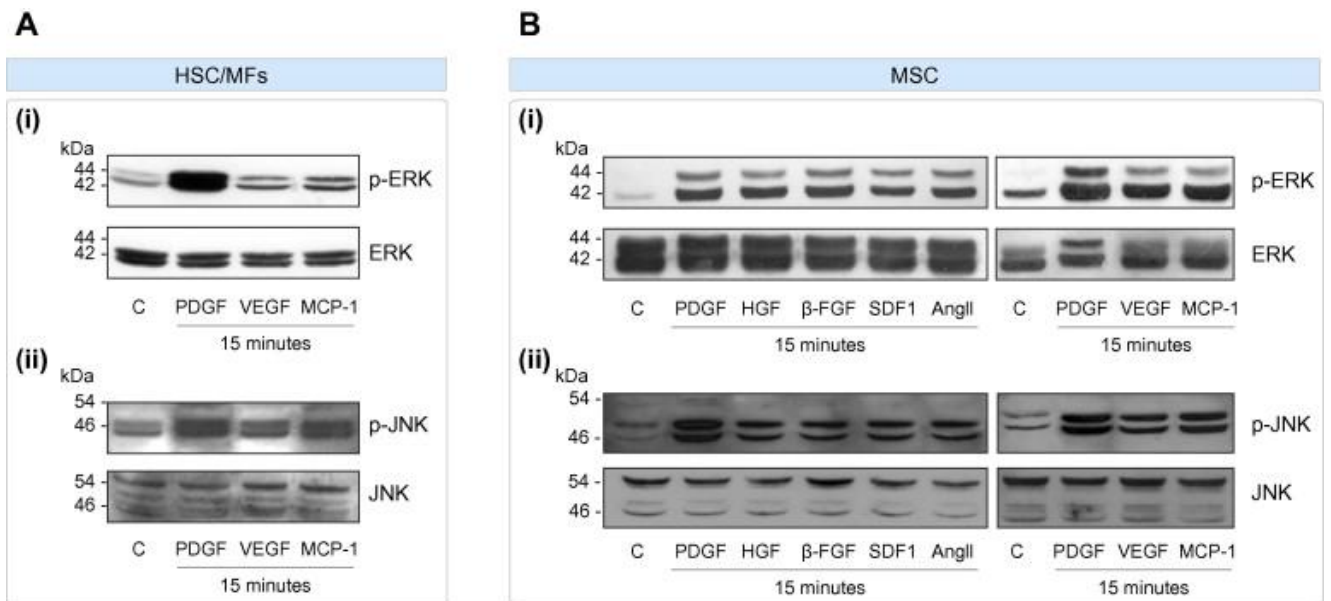 A
HSC/MFs
(i)
kDa
44
42
p-ERK
44
42
ERK
C PDGF VEGF MCP-1
15 minutes
(ii)
kDa
54
46
p-JNK
54
46
JNK
C PDGF VEGF MCP-1
15 minutes
B
MSC
(i)
kDa
44
42
p-ERK
44
42
ERK
C PDGF HGF β-FGF SDF1 AngII C PDGF VEGF MCP-1
15 minutes 15 minutes
(ii)
kDa
54
46
p-JNK
54
46
JNK
C PDGF HGF β-FGF SDF1 AngII C PDGF VEGF MCP-1
15 minutes 15 minutes